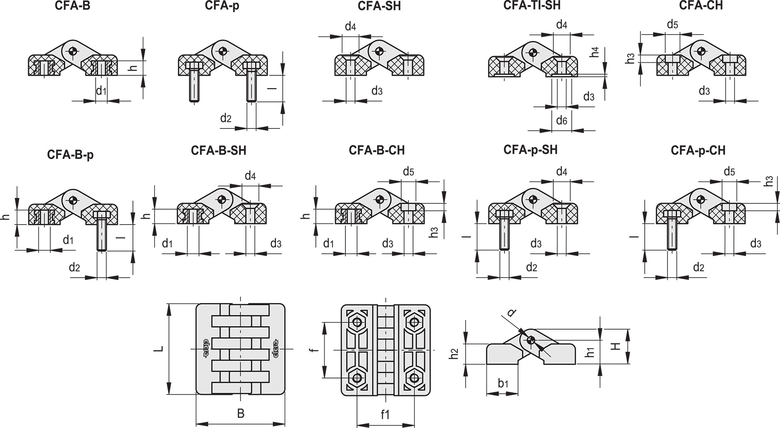 CFA-B CFA-p CFA-SH CFA-TI-SH CFA-CH
h d1
l d2
d4 d3
d4 h4 d3 d6
d5 h3 d3
CFA-B-p CFA-B-SH CFA-B-CH CFA-p-SH CFA-p-CH
h d1 l d2
d4 h d1 d3
d5 h d1 d3 h3
d4 l d2 d3
d5 h3 l d2 d3
L B
f f1
d h2 b1 h1 H